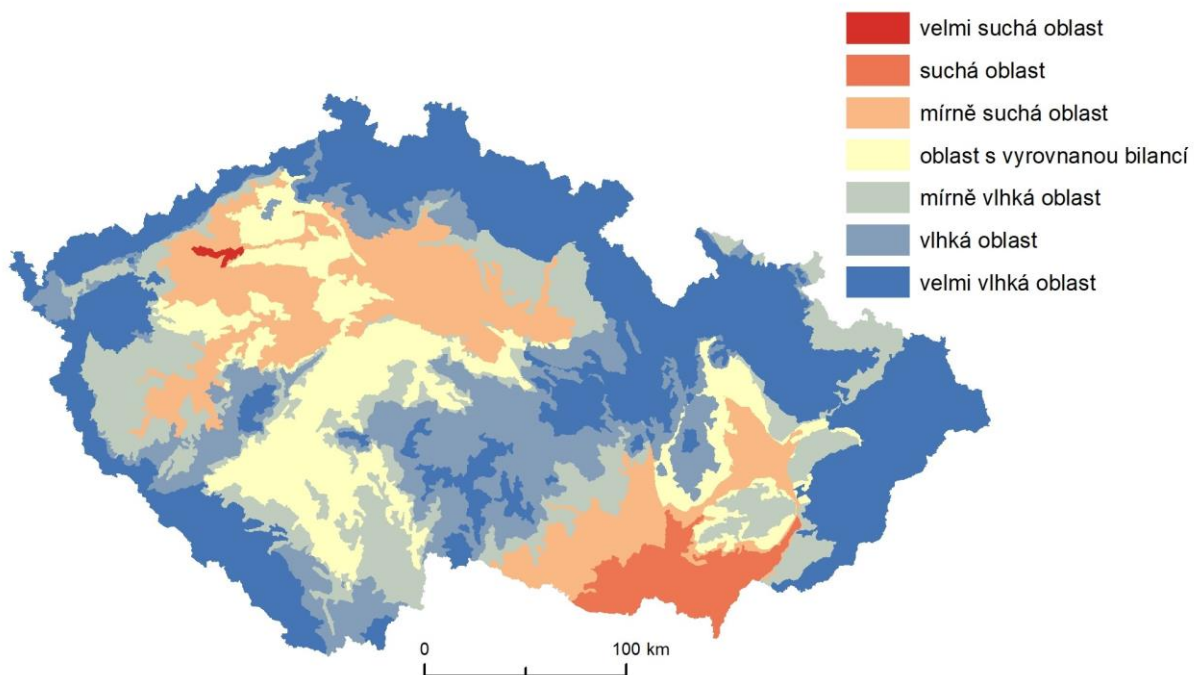 velmi suchá oblast
suchá oblast
mírně suchá oblast
oblast s vyrovnanou bilancí
mírně vlhká oblast
vlhká oblast
velmi vlhká oblast
0 100 km